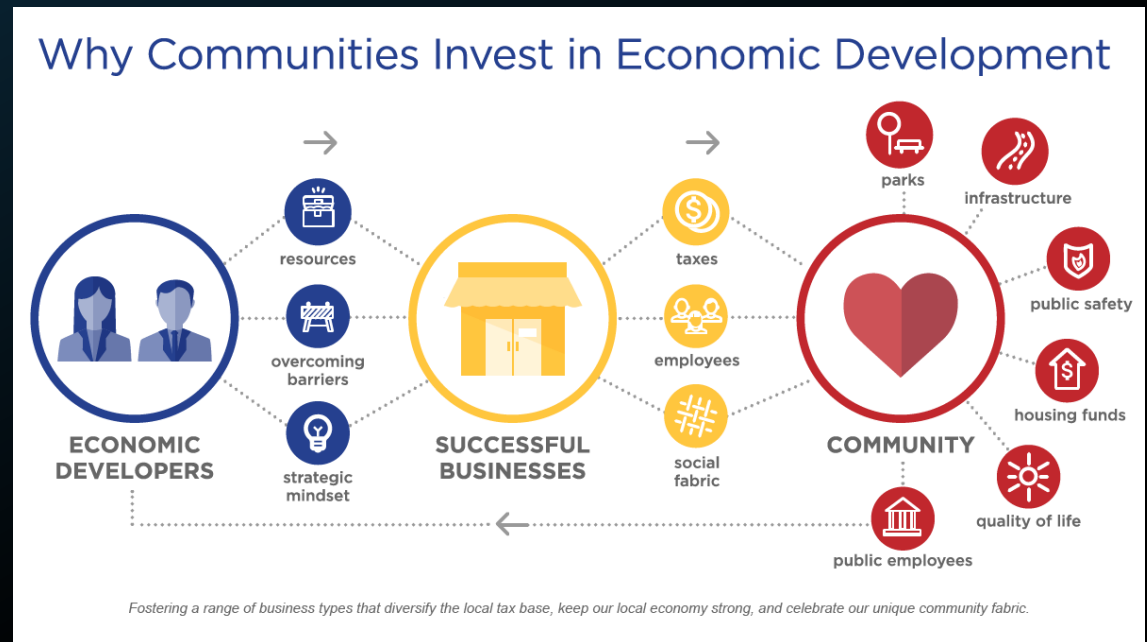 Why Communities Invest in Economic Development
resources
overcoming
barriers
strategic
mindset
ECONOMIC
DEVELOPERS
SUCCESSFUL
BUSINESSES
taxes
employees
social
fabric
COMMUNITY
parks
infrastructure
public safety
housing funds
quality of life
public employees
Fostering a range of business types that diversify the local tax base, keep our local economy strong, and celebrate our unique community fabric.